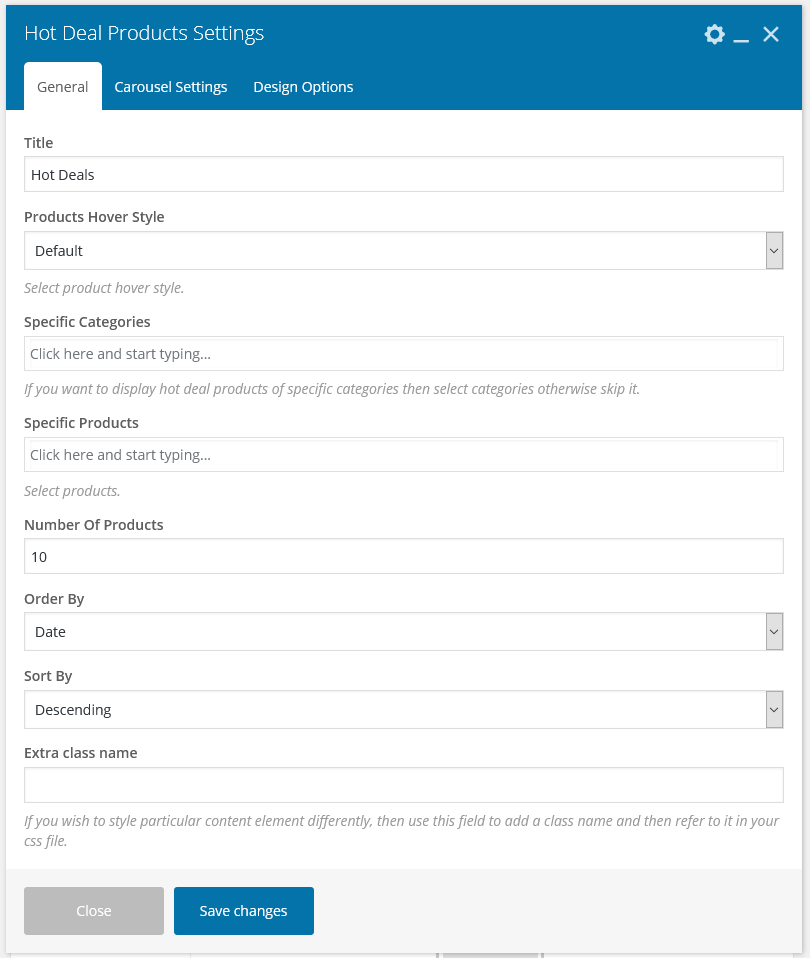 Hot Deal Products Settings
General Carousel Settings Design Options
Title
Hot Deals
Products Hover Style
Default
Select product hover style.
Specific Categories
Click here and start typing...
If you want to display hot deal products of specific categories then select categories otherwise skip it.
Specific Products
Click here and start typing...
Select products.
Number Of Products
10
Order By
Date
Sort By
Descending
Extra class name
If you wish to style particular content element differently, then use this field to add a class name and then refer to it in your
css file.
Close Save changes